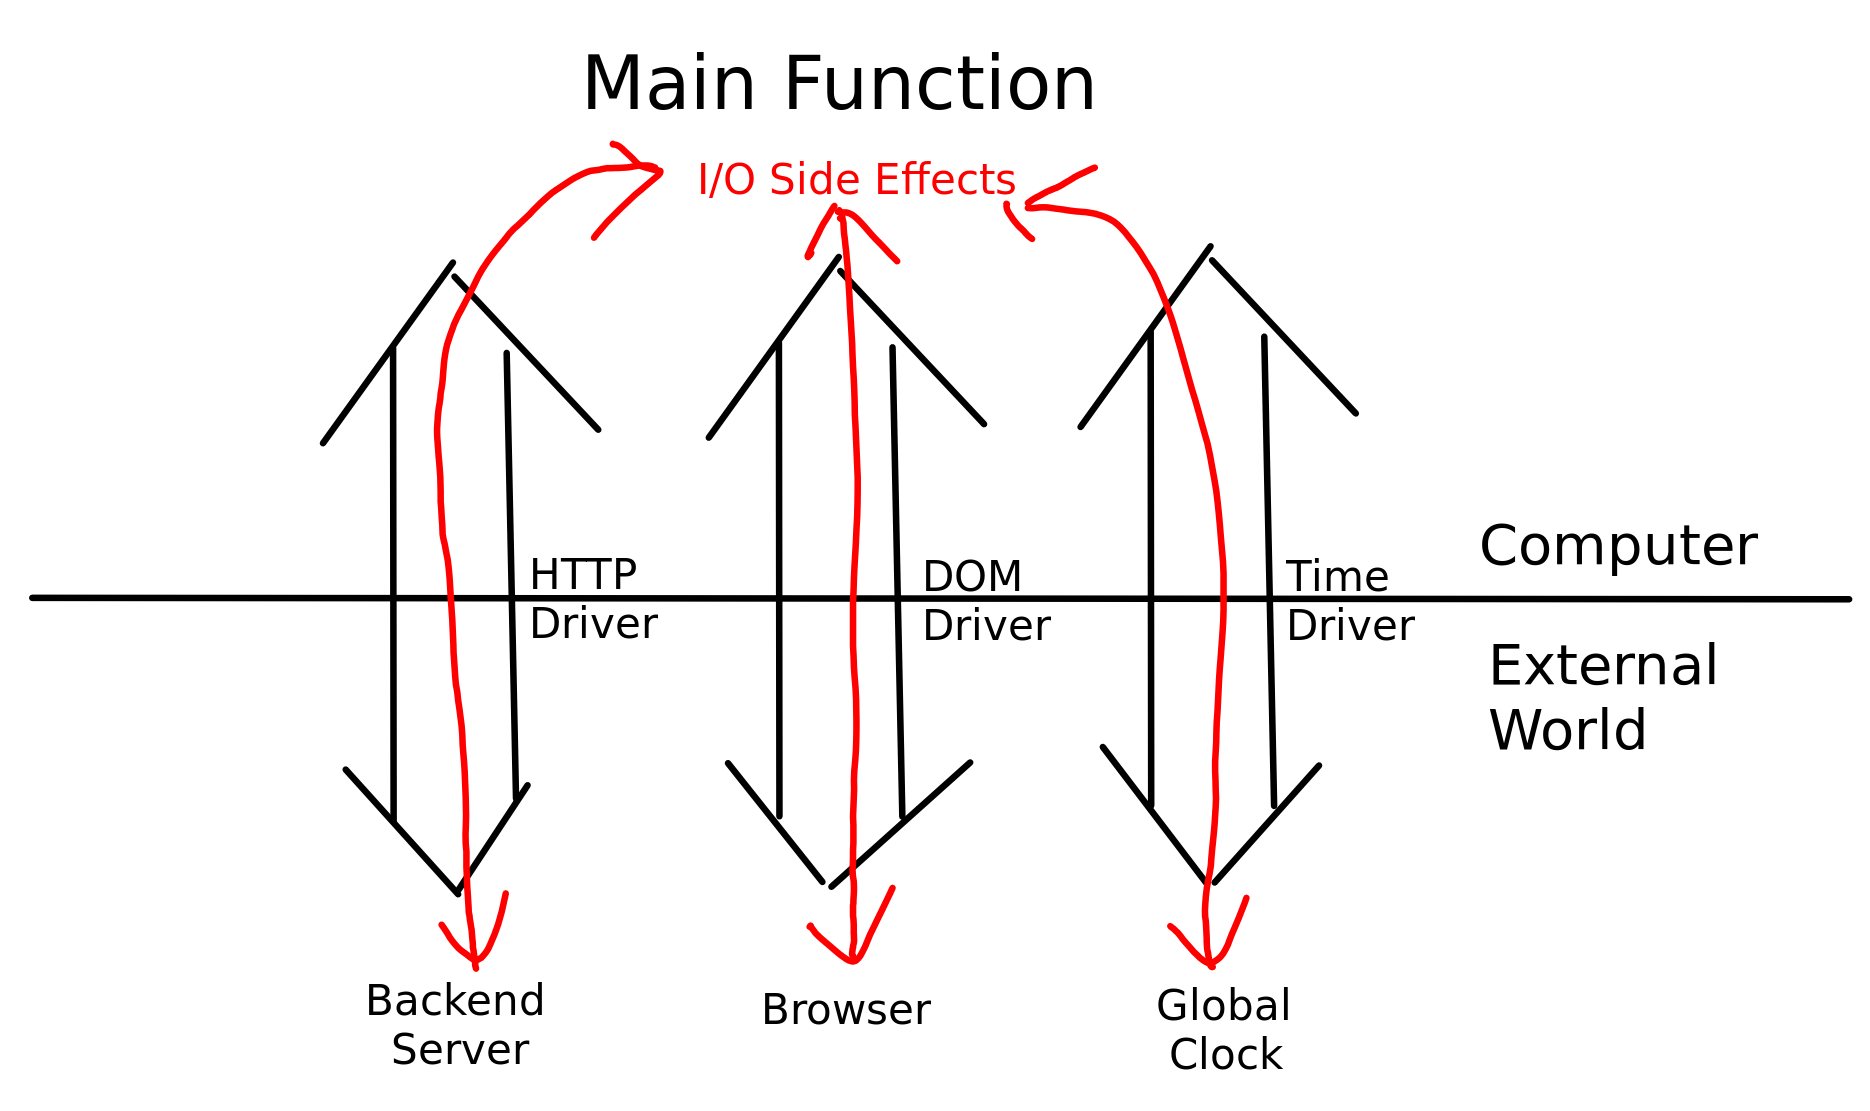 Main Function
I/O Side Effects
HTTP
Driver
DOM
Driver
Time
Driver
Computer
External
World
Backend
Server
Browser
Global
Clock